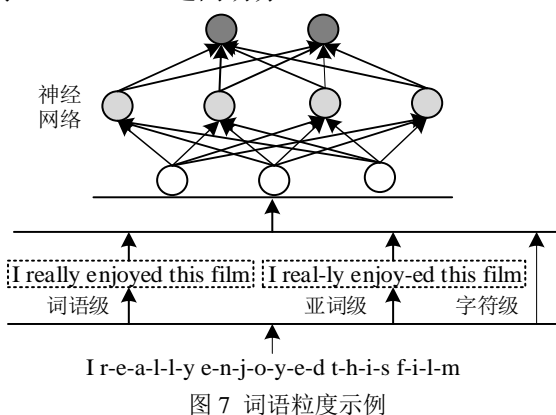 神经
网络
I really enjoyed this film
I real-ly enjoy-ed this film
词语级
亚词级
字符级
I r-e-a-l-l-y e-n-j-o-y-e-d t-h-i-s f-i-l-m
图 7 词语粒度示例